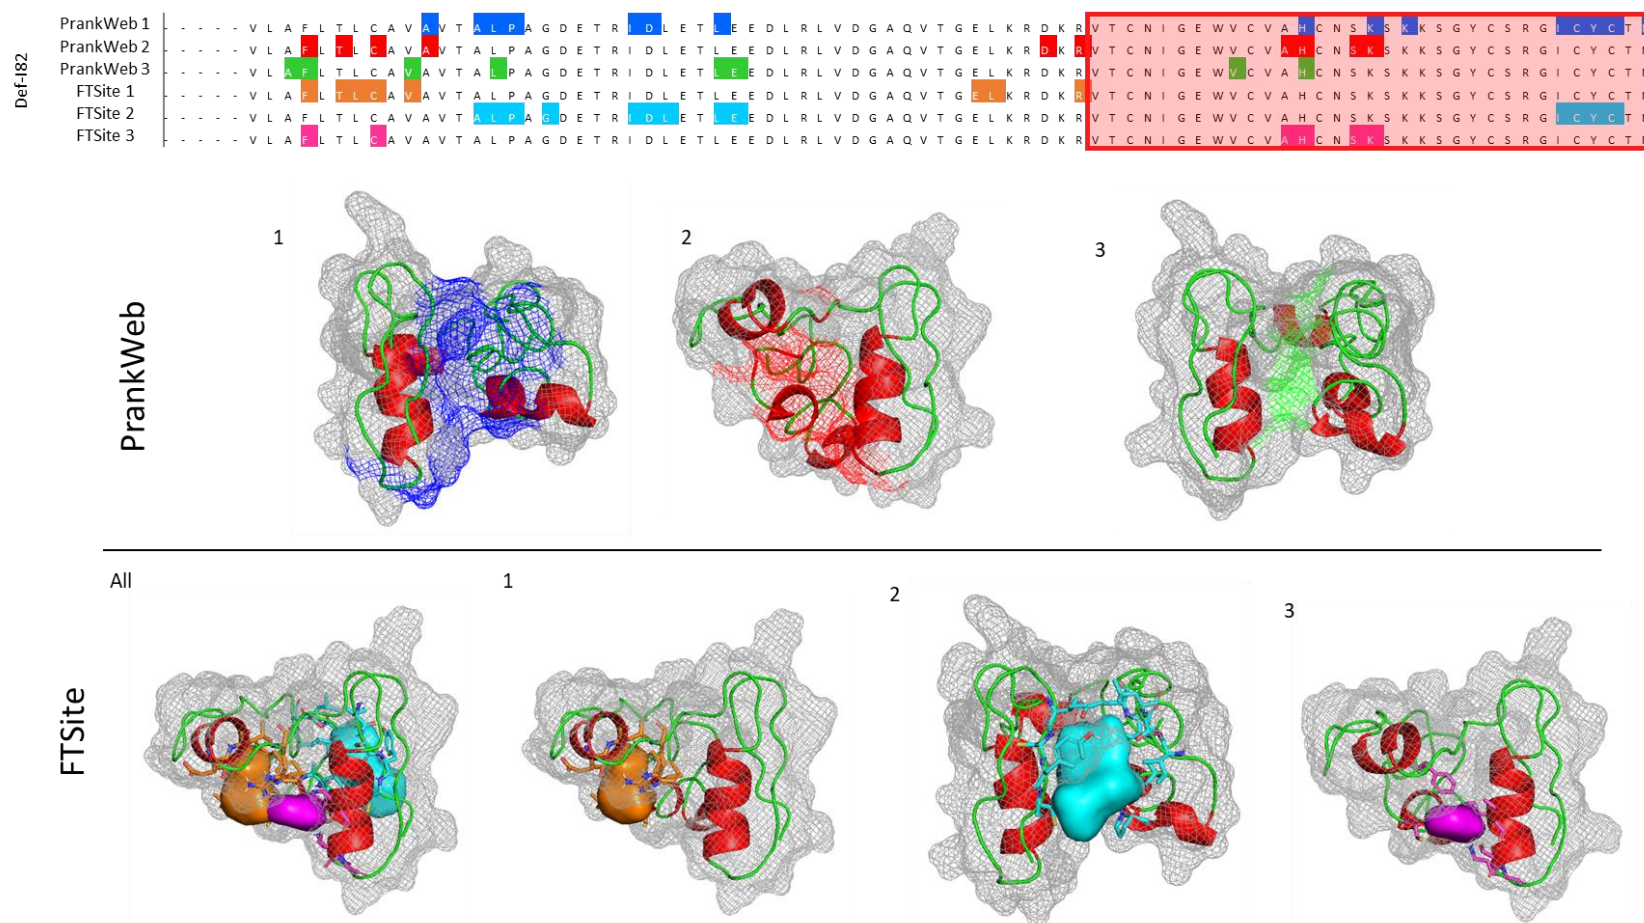 Def-I82
PrankWeb 1 - - - - - V L A F L T L C A V A V T A L P A G D E T R I D L E T L E E D L R L V D G A Q V T G E L K R D K R V T C N I G E W V C V A H C N S K S K K S G Y C S R G I C Y C T
PrankWeb 2 - - - - - V L A F L T L C A V A V T A L P A G D E T R I D L E T L E E D L R L V D G A Q V T G E L K R D K R V T C N I G E W V C V A H C N S K S K K S G Y C S R G I C Y C T
PrankWeb 3 - - - - - V L A F L T L C A V A V T A L P A G D E T R I D L E T L E E D L R L V D G A Q V T G E L K R D K R V T C N I G E W V C V A H C N S K S K K S G Y C S R G I C Y C T
FTSite 1 - - - - - V L A F L T L C A V A V T A L P A G D E T R I D L E T L E E D L R L V D G A Q V T G E L K R D K R V T C N I G E W V C V A H C N S K S K K S G Y C S R G I C Y C T
FTSite 2 - - - - - V L A F L T L C A V A V T A L P A G D E T R I D L E T L E E D L R L V D G A Q V T G E L K R D K R V T C N I G E W V C V A H C N S K S K K S G Y C S R G I C Y C T
FTSite 3 - - - - - V L A F L T L C A V A V T A L P A G D E T R I D L E T L E E D L R L V D G A Q V T G E L K R D K R V T C N I G E W V C V A H C N S K S K K S G Y C S R G I C Y C T
PrankWeb
1
2
3
FTSite
All
1
2
3